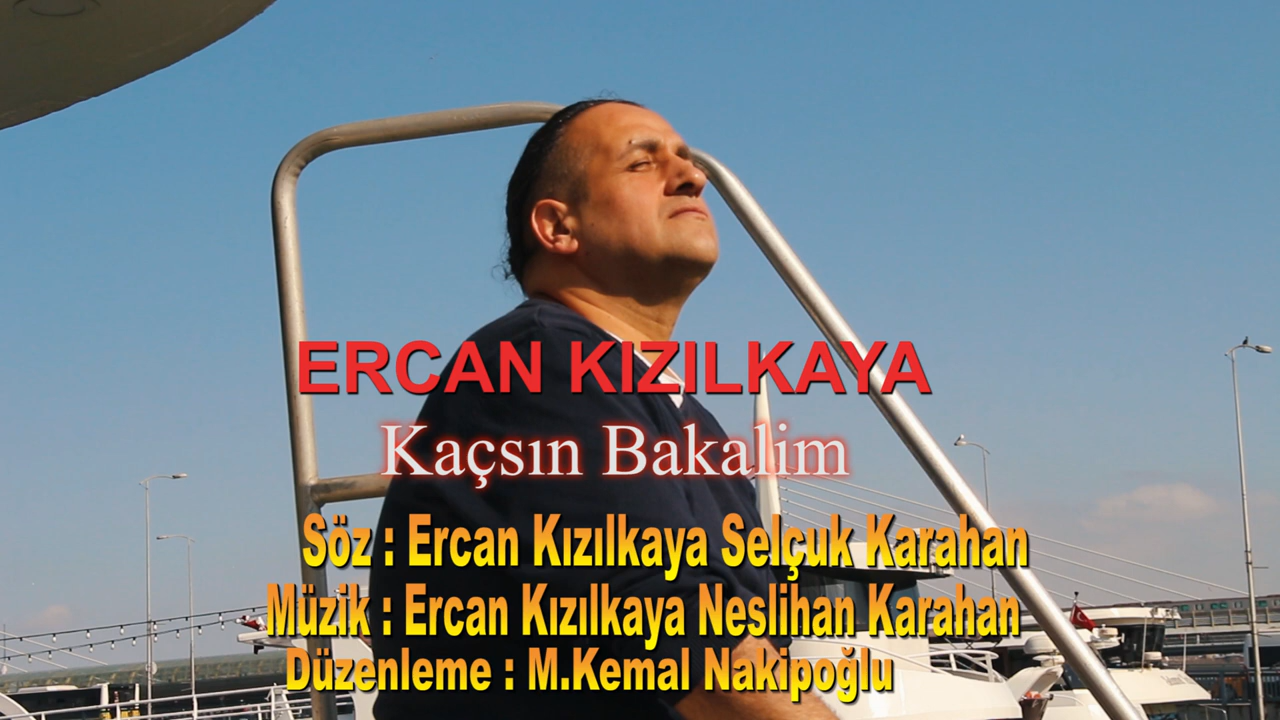 ERCAN KIZILKAYA
Kaçsın Bakalim
Söz : Ercan Kızılkaya Selçuk Karahan
Müzik : Ercan Kızılkaya Neslihan Karahan
Düzenleme : M.Kemal Nakipoğlu